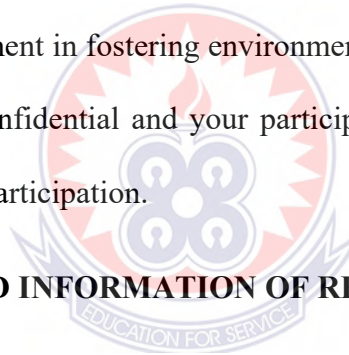 ment in fostering environmen
nfidential and your particip
articipation.
D INFORMATION OF RE
EDUCATION FOR SERVICE